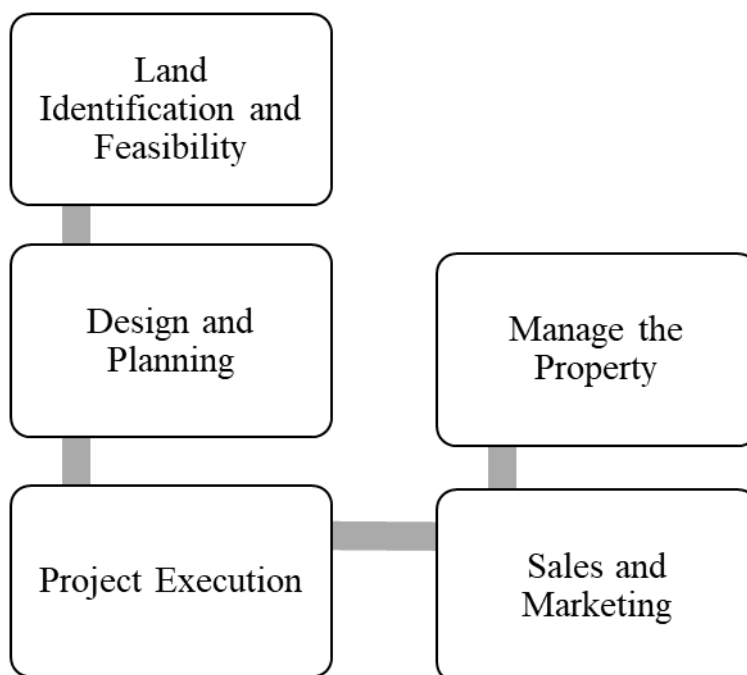 Land
Identification and
Feasibility
Design and
Planning
Project Execution
Sales and
Marketing
Manage the
Property